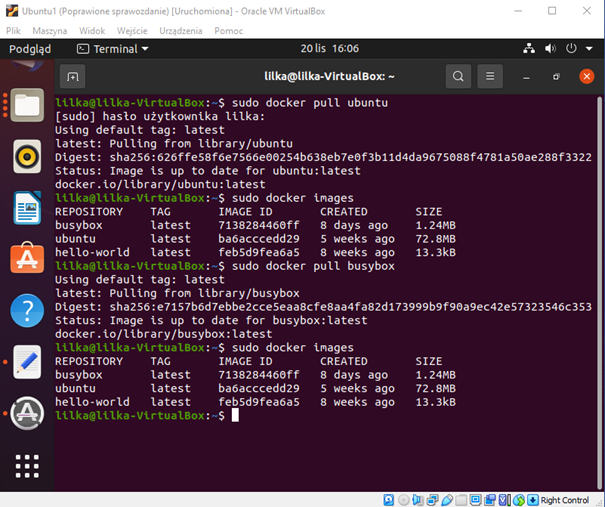 Ubuntu1 (Poprawione sprawozdanie) [Uruchomiona] - Oracle VM VirtualBox
Plik Maszyna Widok Wejście Urządzenia Pomoc
Podgląd Terminal 20 lis 16:06
lilka@lilka-VirtualBox: ~
lilka@lilka-VirtualBox:~$ sudo docker pull ubuntu
[sudo] hasło użytkownika lilka:
Using default tag: latest
latest: Pulling from library/ubuntu
Digest: sha256:626ffe58f6e7566e00254b638eb7e0f3b11d4da9675088f4781a50ae288f3322
Status: Image is up to date for ubuntu:latest
docker.io/library/ubuntu:latest
lilka@lilka-VirtualBox:~$ sudo docker images
REPOSITORY TAG IMAGE ID CREATED SIZE
busybox latest 7138284460ff 8 days ago 1.24MB
ubuntu latest ba6acccedd29 5 weeks ago 72.8MB
hello-world latest feb5d9fea6a5 8 weeks ago 13.3kB
lilka@lilka-VirtualBox:~$ sudo docker pull busybox
Using default tag: latest
latest: Pulling from library/busybox
Digest: sha256:e7157b6d7ebbe2cce5eaa8cfe8aa4fa82d173999b9f90a9ec42e57323546c353
Status: Image is up to date for busybox:latest
docker.io/library/busybox:latest
lilka@lilka-VirtualBox:~$ sudo docker images
REPOSITORY TAG IMAGE ID CREATED SIZE
busybox latest 7138284460ff 8 days ago 1.24MB
ubuntu latest ba6acccedd29 5 weeks ago 72.8MB
hello-world latest feb5d9fea6a5 8 weeks ago 13.3kB
lilka@lilka-VirtualBox:~$
Right Control